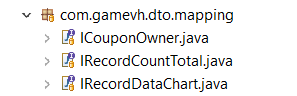 com.gamevh.dto.mapping
ICouponOwner.java
IRecordCountTotal.java
IRecordDataChart.java